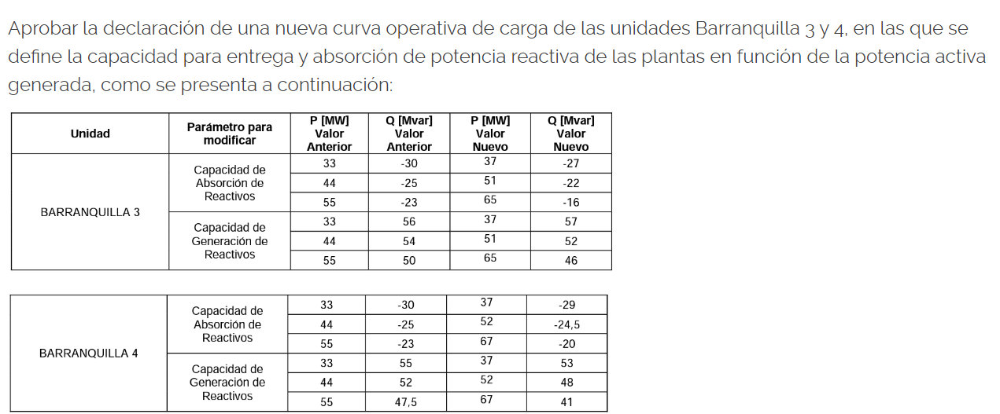 Aprobar la declaración de una nueva curva operativa de carga de las unidades Barranquilla 3 y 4, en las que se
define la capacidad para entrega y absorción de potencia reactiva de las plantas en función de la potencia activa
generada, como se presenta a continuación:
Unidad | Parámetro para modificar | P [MW] Valor Anterior | Q [Mvar] Valor Anterior | P [MW] Valor Nuevo | Q [Mvar] Valor Nuevo
BARRANQUILLA 3 | Capacidad de Absorción de Reactivos | 33 | -30 | 37 | -27
44 | -25 | 51 | -22
55 | -23 | 65 | -16
Capacidad de Generación de Reactivos | 33 | 56 | 37 | 57
44 | 54 | 51 | 52
55 | 50 | 65 | 46
BARRANQUILLA 4 | Capacidad de Absorción de Reactivos | 33 | -30 | 37 | -29
44 | -25 | 52 | -24,5
55 | -23 | 67 | -20
Capacidad de Generación de Reactivos | 33 | 55 | 37 | 53
44 | 52 | 52 | 48
55 | 47,5 | 67 | 41